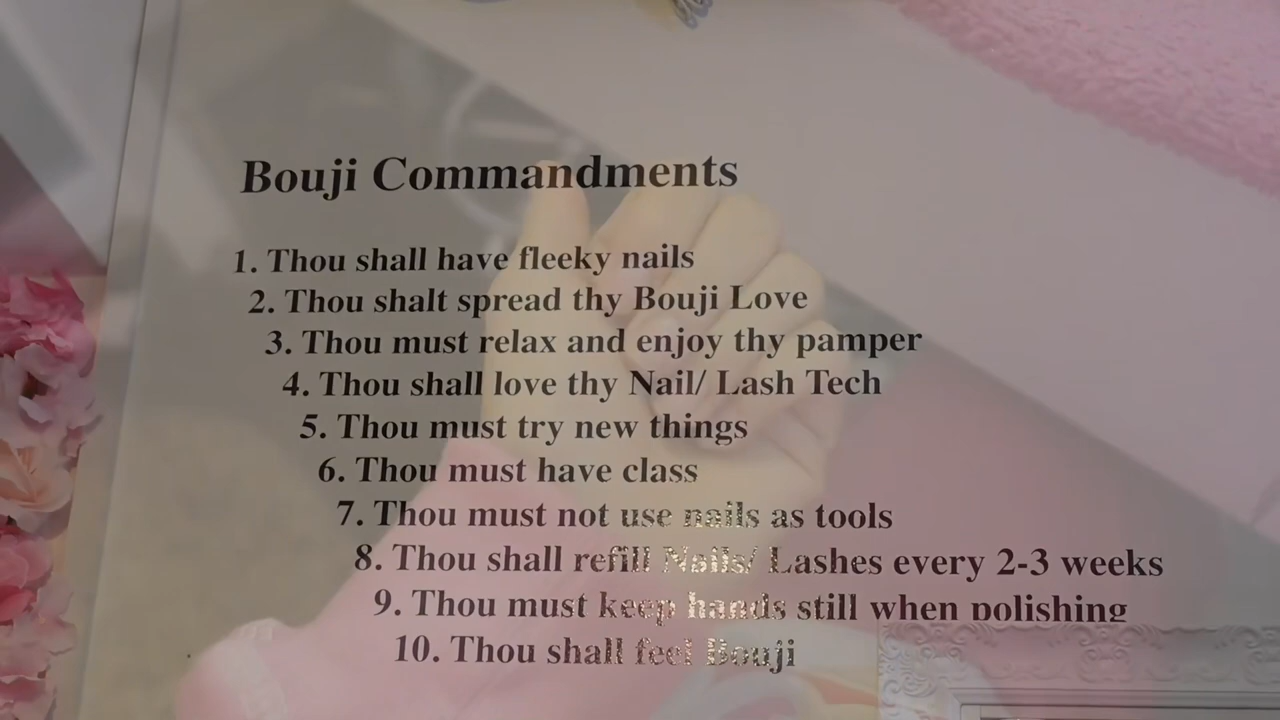 Bouji Commandments
1. Thou shall have fleeky nails
2. Thou shalt spread thy Bouji Love
3. Thou must relax and enjoy thy pamper
4. Thou shall love thy Nail/ Lash Tech
5. Thou must try new things
6. Thou must have class
7. Thou must not use nails as tools
8. Thou shall refill Nails/ Lashes every 2-3 weeks
9. Thou must keep hands still when polishing
10. Thou shall feel Bouji